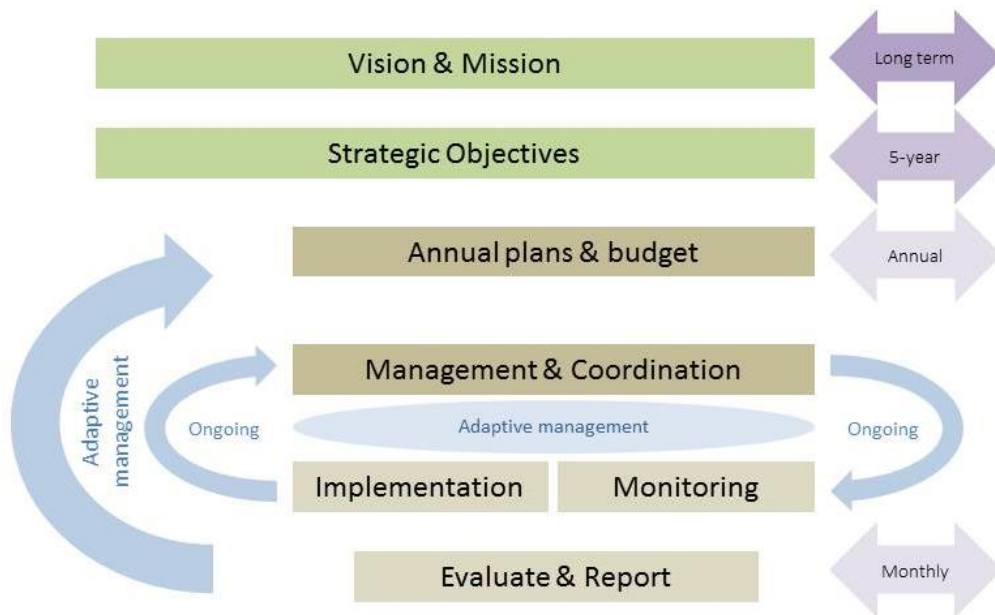 Vision & Mission
Long term
Strategic Objectives
5-year
Annual plans & budget
Annual
Adaptive
management
Management & Coordination
Ongoing
Adaptive management
Ongoing
Implementation
Monitoring
Evaluate & Report
Monthly